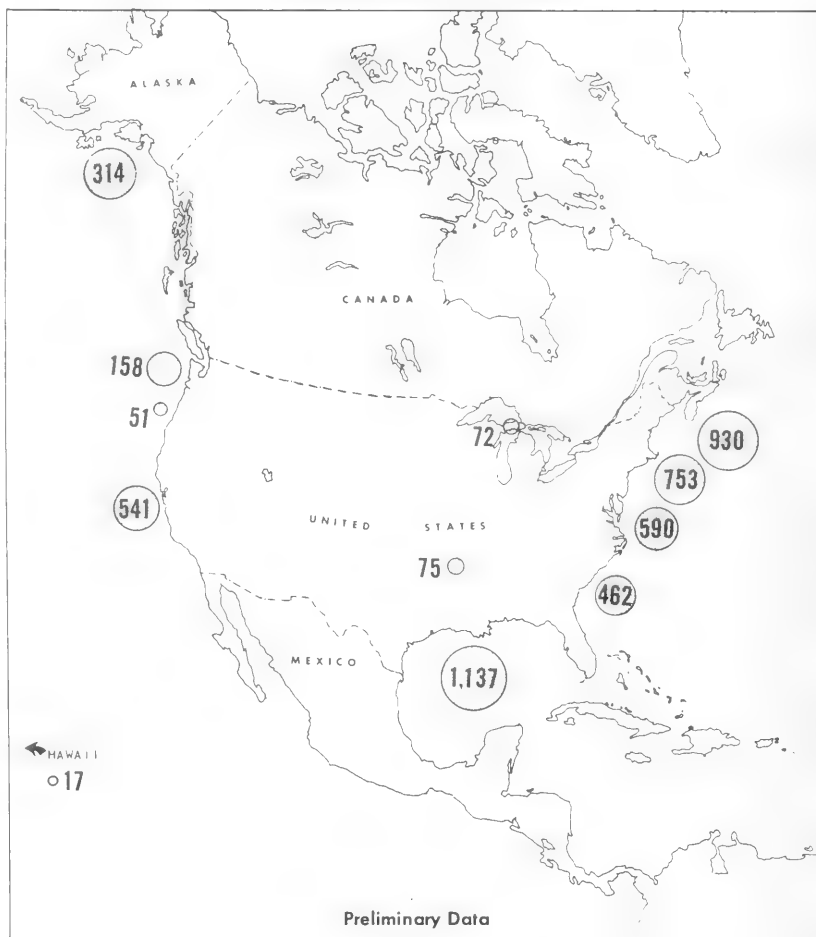 ALASKA
314
CANADA
158
51
72
930
753
541
UNITED STATES
590
75
462
MEXICO
1,137
HAWAII
17
Preliminary Data